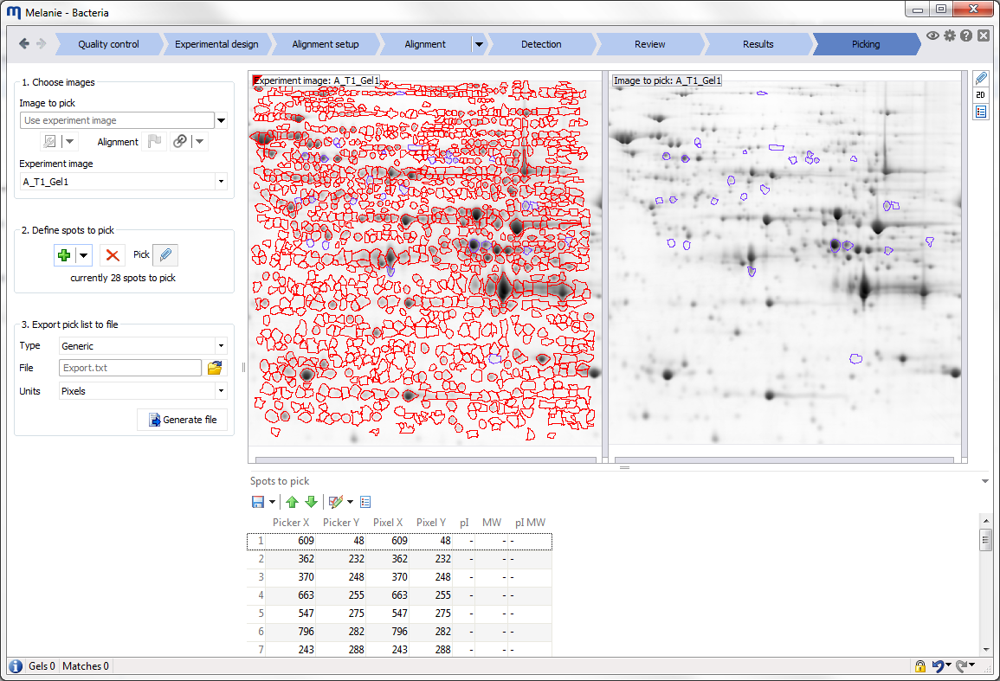 Melanie - Bacteria
Quality control
Experimental design
Alignment setup
Alignment
Detection
Review
Results
Picking
1. Choose images
Image to pick
Use experiment image
Alignment
Experiment image
A_T1_Gel1
2. Define spots to pick
Pick
currently 28 spots to pick
3. Export pick list to file
Type Generic
File Export.txt
Units Pixels
Generate file
Experiment image: A_T1_Gel1
Image to pick: A_T1_Gel1
2D
Spots to pick
Picker X Picker Y Pixel X Pixel Y pI MW pI MW
1 609 48 609 48 - - -
2 362 232 362 232 - - -
3 370 248 370 248 - - -
4 663 255 663 255 - - -
5 547 275 547 275 - - -
6 796 282 796 282 - - -
7 243 288 243 288 - - -
Gels 0 Matches 0